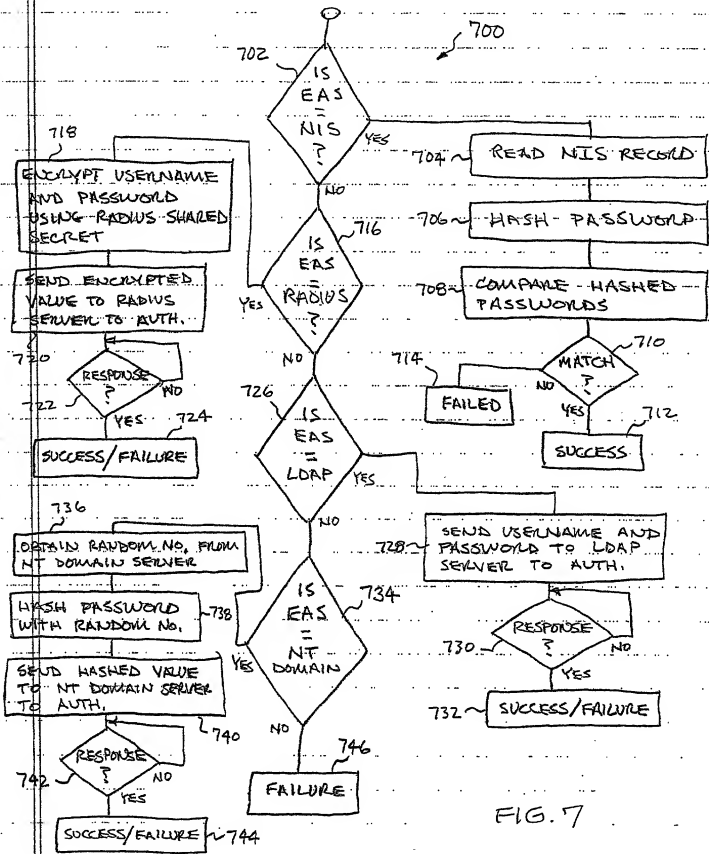 700
702
IS
EAS
=
NIS
?
YES
NO
704
READ NIS RECORD
706
HASH PASSWORD
708
COMPARE HASHED
PASSWORDS
710
MATCH
?
NO
YES
714
FAILED
712
SUCCESS
716
IS
EAS
=
RADIUS
?
YES
NO
718
ENCRYPT USERNAME
AND PASSWORD
USING RADIUS SHARED
SECRET
SEND ENCRYPTED
VALUE TO RADIUS
SERVER TO AUTH.
720
RESPONSE
?
NO
722
YES
724
SUCCESS/FAILURE
726
IS
EAS
=
LDAP
YES
NO
728
SEND USERNAME AND
PASSWORD TO LDAP
SERVER TO AUTH.
730
RESPONSE
?
NO
YES
732
SUCCESS/FAILURE
734
IS
EAS
=
NT
DOMAIN
YES
NO
736
OBTAIN RANDOM NO. FROM
NT DOMAIN SERVER
HASH PASSWORD
WITH RANDOM NO.
738
SEND HASHED VALUE
TO NT DOMAIN SERVER
TO AUTH.
740
RESPONSE
?
NO
742
YES
SUCCESS/FAILURE
744
746
FAILURE
FIG. 7